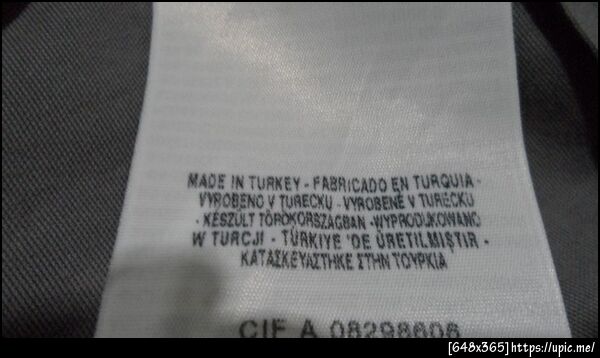 MADE IN TURKEY - FABRICADO EN TURQUIA -
VYROBENO V TURECKU - VYROBENÉ V TURECKU
- KÉSZÜLT TÖRÖKORSZÁGBAN - WYPRODUKOWANO
W TURCJI - TÜRKIYE 'DE ÜRETILMIŞTIR -
ΚΑΤΑΣΚΕΥΑΣΤΗΚΕ ΣΤΗΝ ΤΟΥΡΚΙΑ
CIF A 08298606
[648x365]https://upic.me/